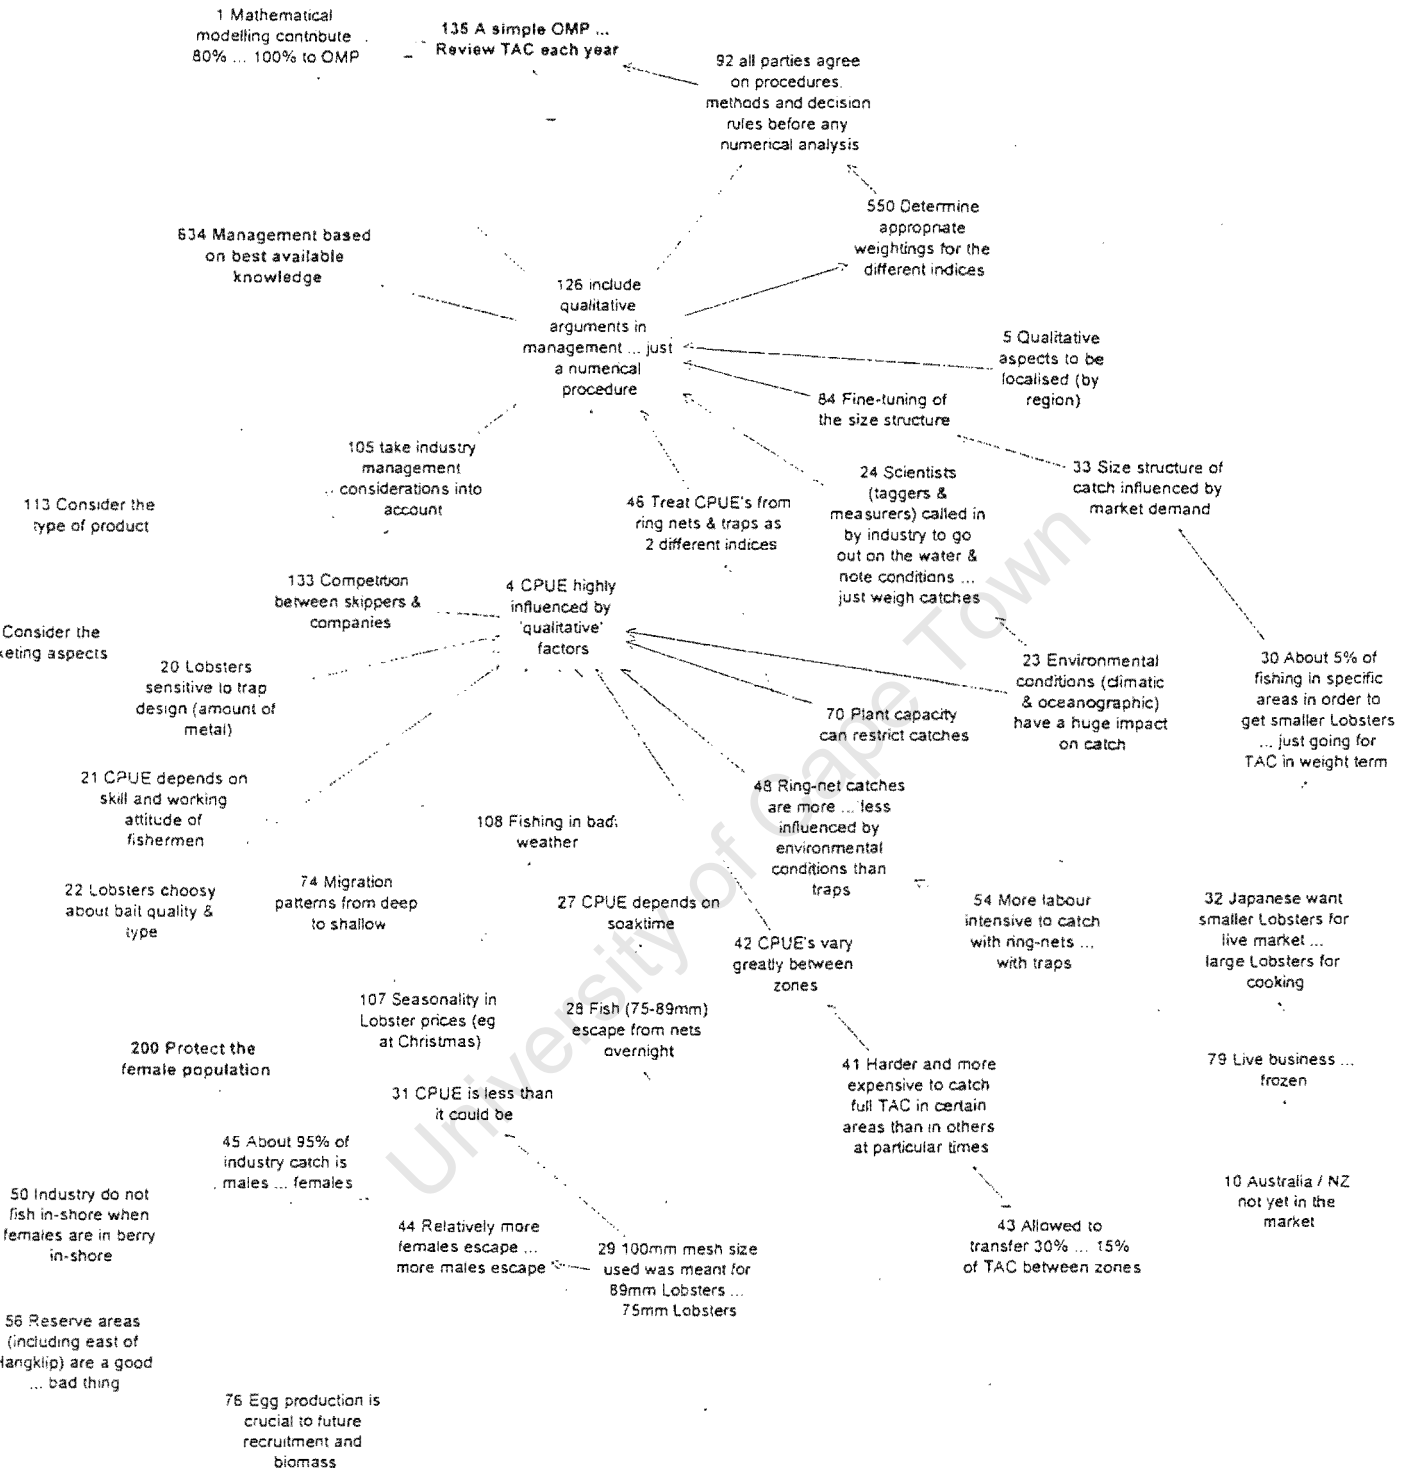 1 Mathematical
modelling contribute
80% ... 100% to OMP
135 A simple OMP ...
Review TAC each year
92 all parties agree
on procedures,
methods and decision
rules before any
numerical analysis
550 Determine
appropriate
weightings for the
different indices
634 Management based
on best available
knowledge
126 include
qualitative
arguments in
management ... just
a numerical
procedure
5 Qualitative
aspects to be
localised (by
region)
84 Fine-tuning of
the size structure
105 take industry
management
considerations into
account
33 Size structure of
catch influenced by
market demand
24 Scientists
(taggers &
measurers) called in
by industry to go
out on the water &
note conditions ...
just weigh catches
113 Consider the
type of product
46 Treat CPUE's from
ring nets & traps as
2 different indices
133 Competition
between skippers &
companies
4 CPUE highly
influenced by
'qualitative'
factors
Consider the
keting aspects
20 Lobsters
sensitive to trap
design (amount of
metal)
23 Environmental
conditions (climatic
& oceanographic)
have a huge impact
on catch
30 About 5% of
fishing in specific
areas in order to
get smaller Lobsters
... just going for
TAC in weight term
70 Plant capacity
can restrict catches
21 CPUE depends on
skill and working
attitude of
fishermen
48 Ring-net catches
are more ... less
influenced by
environmental
conditions than
traps
108 Fishing in bad
weather
22 Lobsters choosy
about bait quality &
type
74 Migration
patterns from deep
to shallow
27 CPUE depends on
soaktime
54 More labour
intensive to catch
with ring-nets ...
with traps
32 Japanese want
smaller Lobsters for
live market ...
large Lobsters for
cooking
42 CPUE's vary
greatly between
zones
107 Seasonality in
Lobster prices (eg
at Christmas)
28 Fish (75-89mm)
escape from nets
overnight
200 Protect the
female population
41 Harder and more
expensive to catch
full TAC in certain
areas than in others
at particular times
79 Live business ...
frozen
31 CPUE is less than
it could be
45 About 95% of
industry catch is
males ... females
50 Industry do not
fish in-shore when
females are in berry
in-shore
10 Australia / NZ
not yet in the
market
44 Relatively more
females escape ...
more males escape
29 100mm mesh size
used was meant for
89mm Lobsters ...
75mm Lobsters
43 Allowed to
transfer 30% ... 15%
of TAC between zones
56 Reserve areas
(including east of
Hangklip) are a good
... bad thing
76 Egg production is
crucial to future
recruitment and
biomass
University of Cape Town